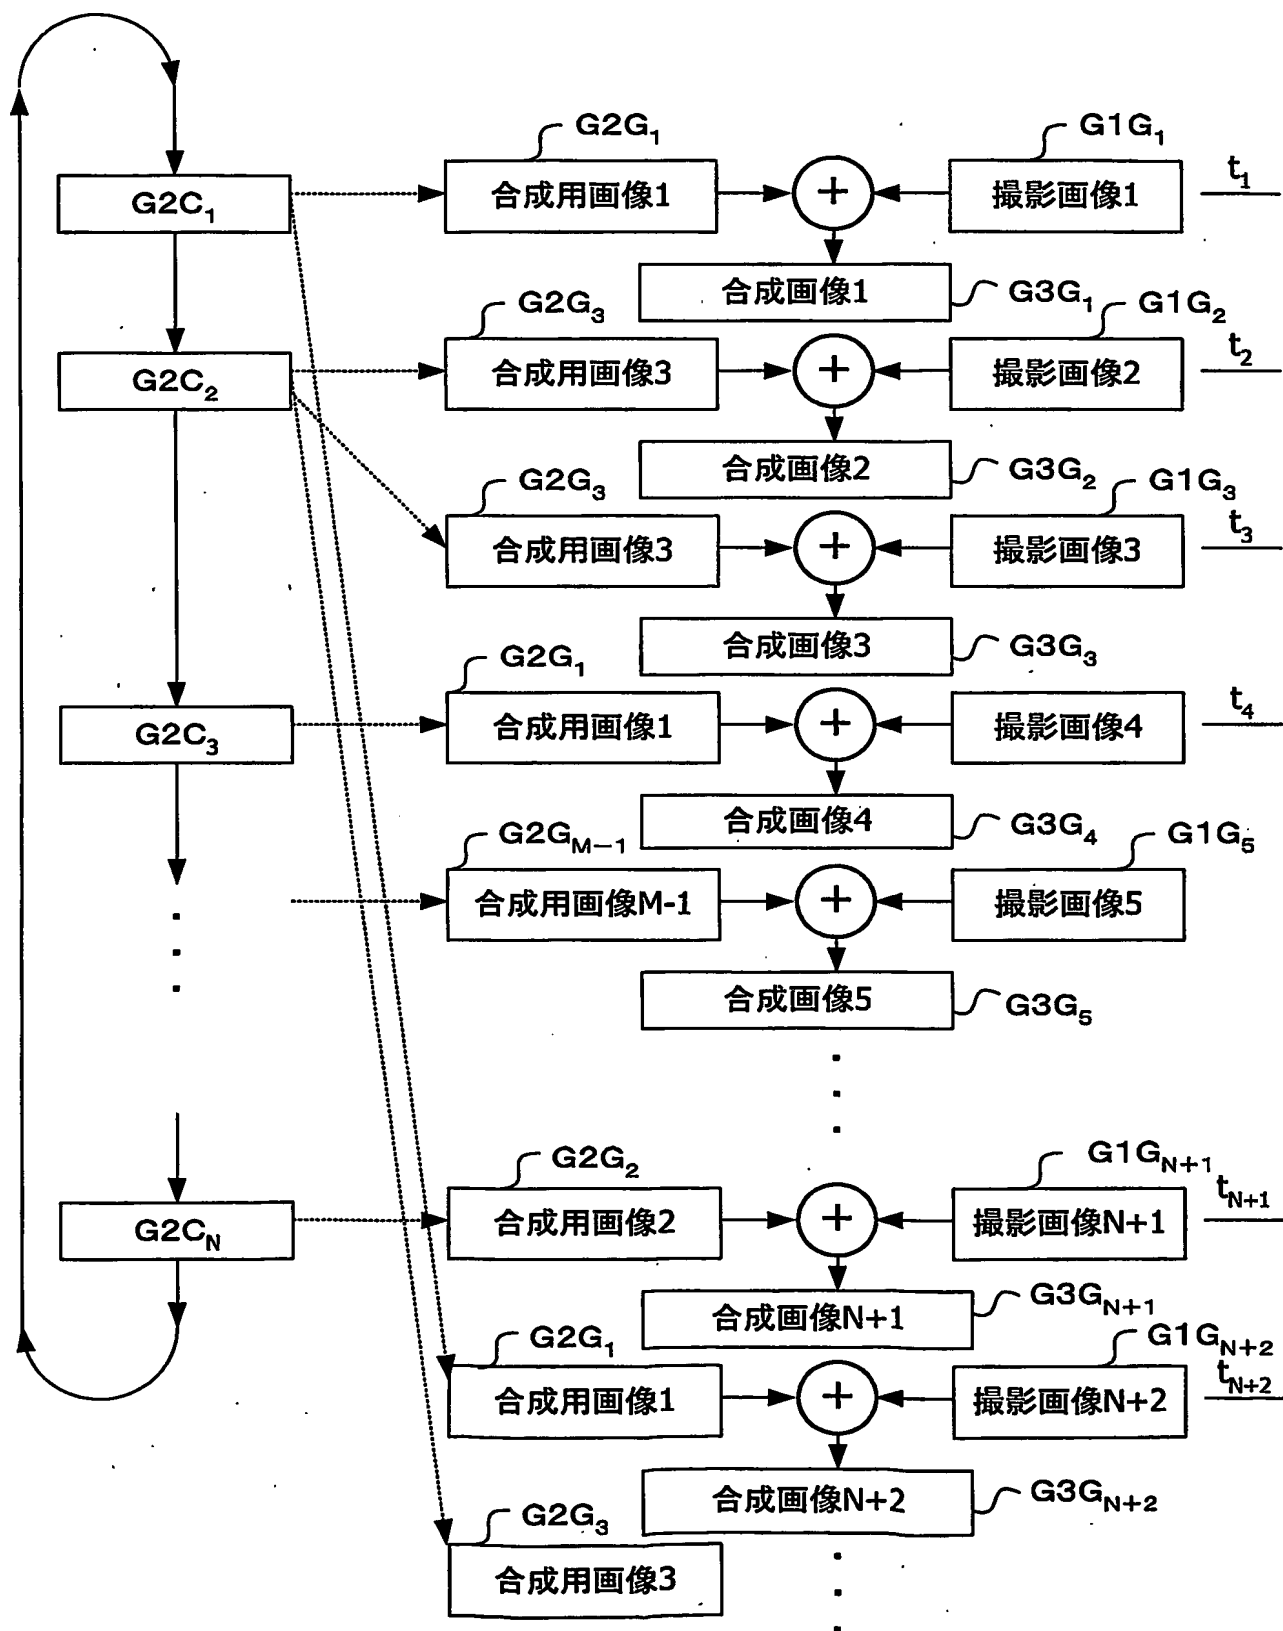 G2G₁
G1G₁
t₁
G2C₁
合成用画像1
+
撮影画像1
合成画像1
G3G₁
G2G₃
G1G₂
t₂
G2C₂
合成用画像3
+
撮影画像2
合成画像2
G3G₂
G2G₃
G1G₃
t₃
合成用画像3
+
撮影画像3
合成画像3
G3G₃
G2G₁
t₄
G2C₃
合成用画像1
+
撮影画像4
合成画像4
G3G₄
G2G_{M-1}
G1G₅
合成用画像M-1
+
撮影画像5
合成画像5
G3G₅
G2G₂
G1G_{N+1}
t_{N+1}
G2C_N
合成用画像2
+
撮影画像N+1
合成画像N+1
G3G_{N+1}
G2G₁
G1G_{N+2}
t_{N+2}
合成用画像1
+
撮影画像N+2
合成画像N+2
G3G_{N+2}
G2G₃
合成用画像3